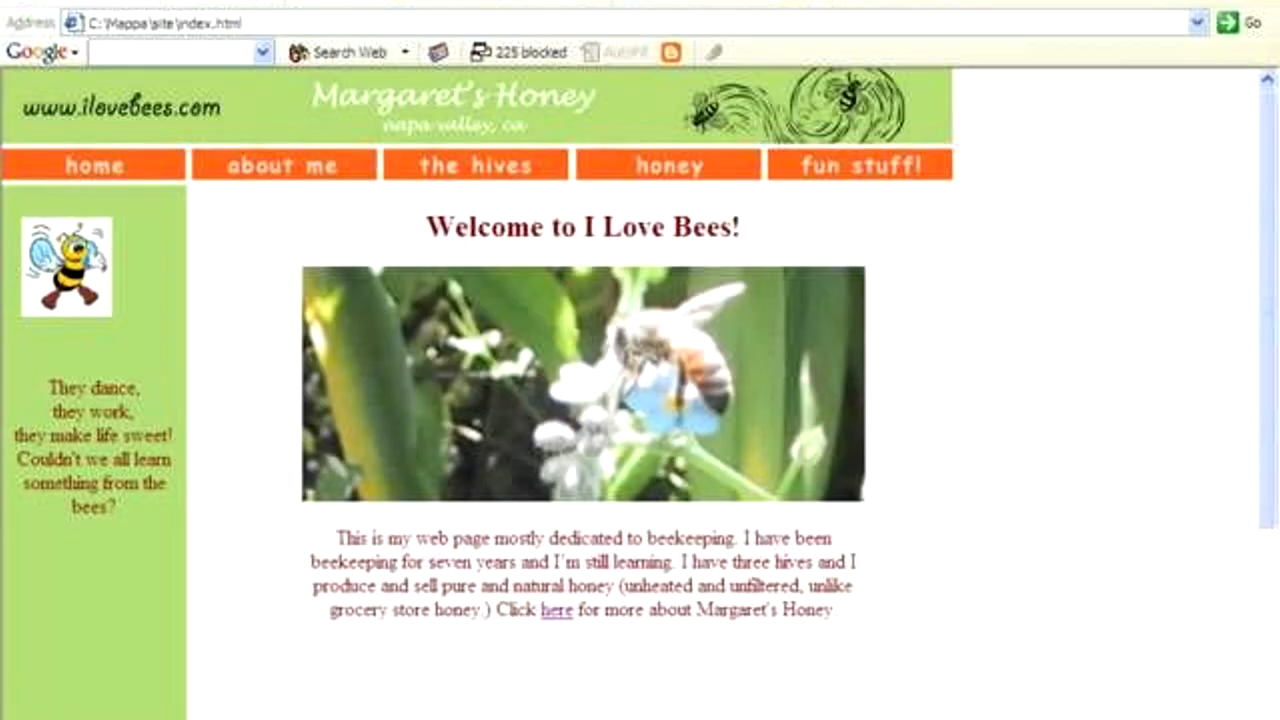 Address C:\Mappa\site\index.html Go
Google Search Web 225 blocked AutoFill
www.ilovebees.com
Margaret's Honey
napa valley, ca
home about me the hives honey fun stuff!
Welcome to I Love Bees!
They dance,
they work,
they make life sweet!
Couldn't we all learn
something from the
bees?
This is my web page mostly dedicated to beekeeping. I have been
beekeeping for seven years and I'm still learning. I have three hives and I
produce and sell pure and natural honey (unheated and unfiltered, unlike
grocery store honey.) Click here for more about Margaret's Honey